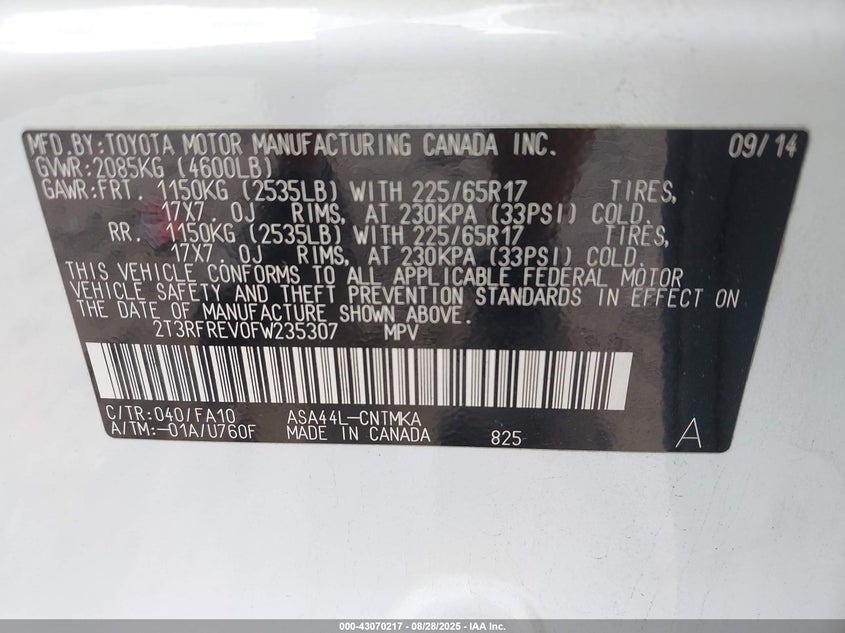 MFD.BY:TOYOTA MOTOR MANUFACTURING CANADA INC. 09/14
GVWR:2085KG (4600LB)
GAWR:FRT. 1150KG (2535LB) WITH 225/65R17 TIRES,
17X7.0J RIMS, AT 230KPA (33PSI) COLD.
RR. 1150KG (2535LB) WITH 225/65R17 TIRES,
17X7.0J RIMS, AT 230KPA (33PSI) COLD.
THIS VEHICLE CONFORMS TO ALL APPLICABLE FEDERAL MOTOR
VEHICLE SAFETY AND THEFT PREVENTION STANDARDS IN EFFECT ON
THE DATE OF MANUFACTURE SHOWN ABOVE.
2T3RFREV0FW235307 MPV
C/TR:040/FA10 ASA44L-CNTMKA
A/TM:-01A/U760F MADE IN CANADA 825 A
000-43070217 - 08/28/2025 - IAA Inc.